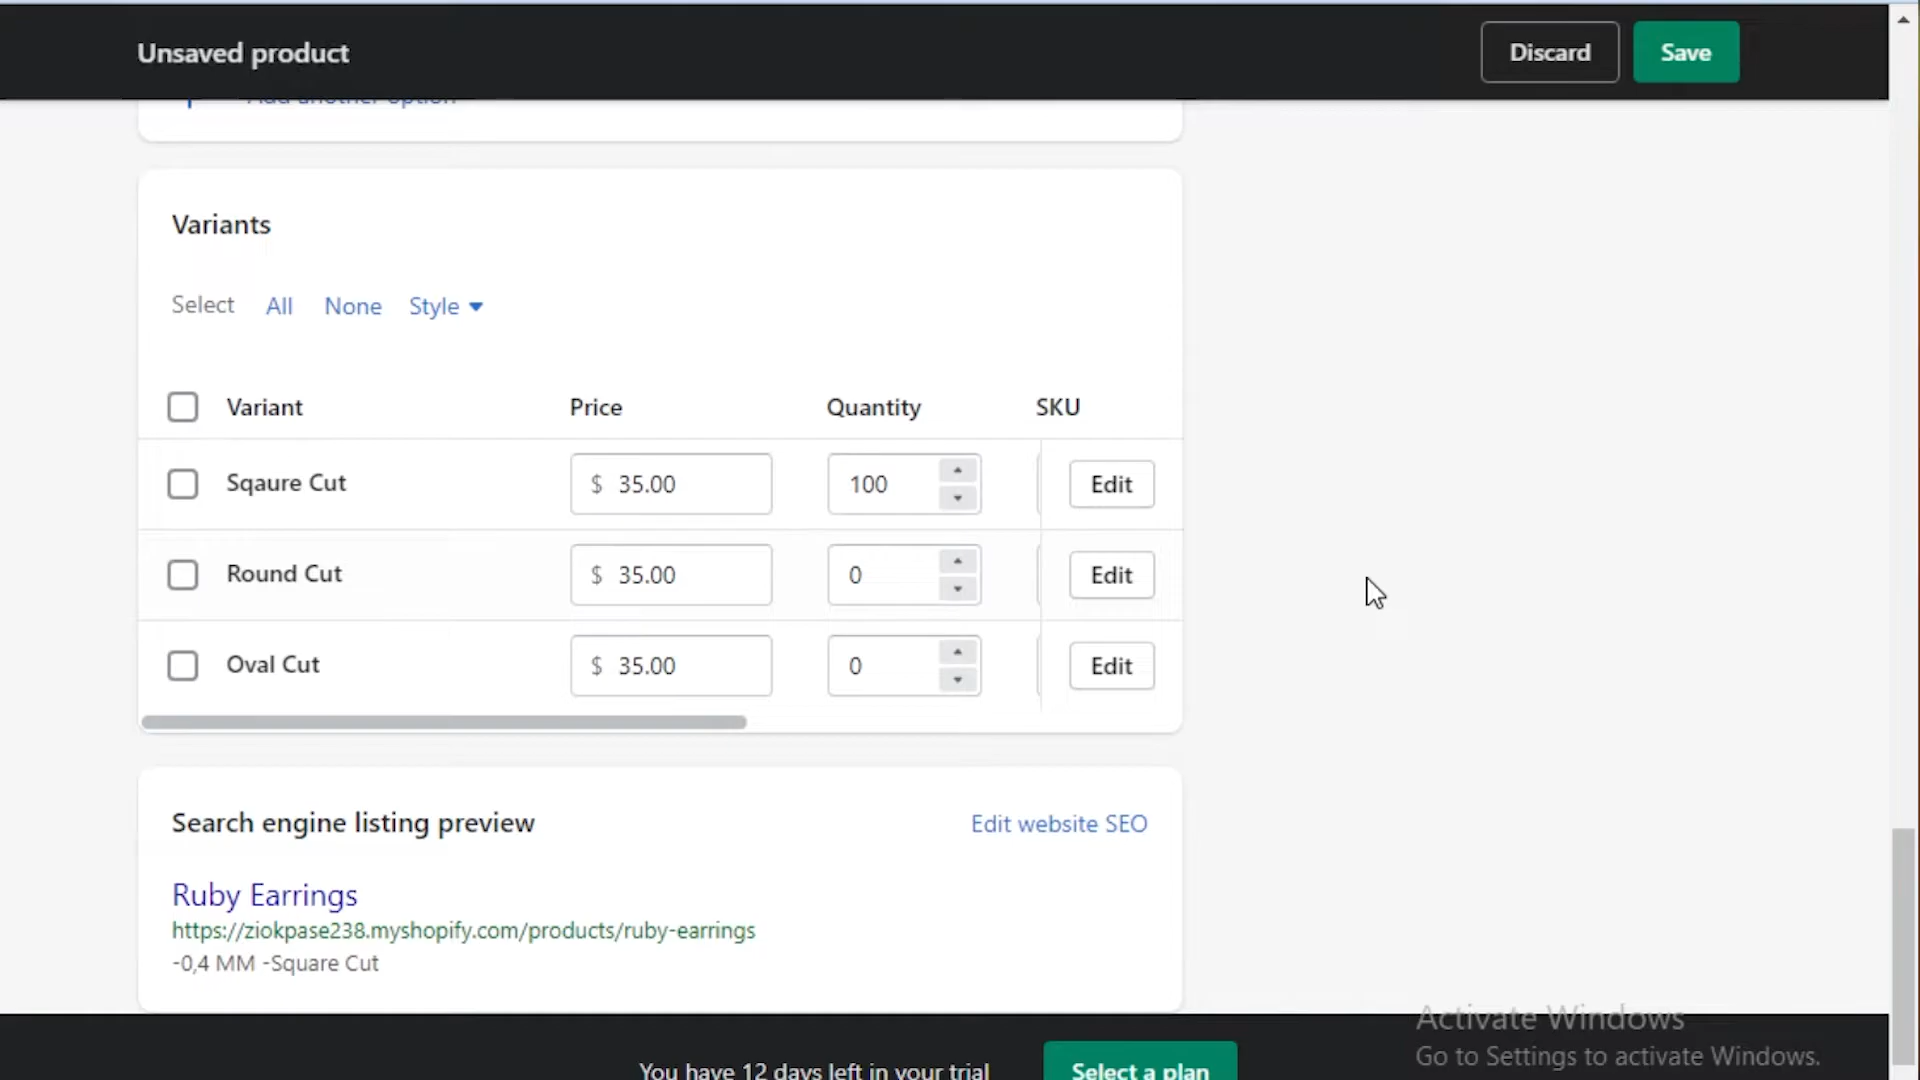 Unsaved product
Discard
Save
Add another option
Variants
Select All None Style
Variant Price Quantity SKU
Sqaure Cut $ 35.00 100 Edit
Round Cut $ 35.00 0 Edit
Oval Cut $ 35.00 0 Edit
Search engine listing preview
Edit website SEO
Ruby Earrings
https://ziokpase238.myshopify.com/products/ruby-earrings
-0,4 MM -Square Cut
Activate Windows
Go to Settings to activate Windows.
You have 12 days left in your trial
Select a plan